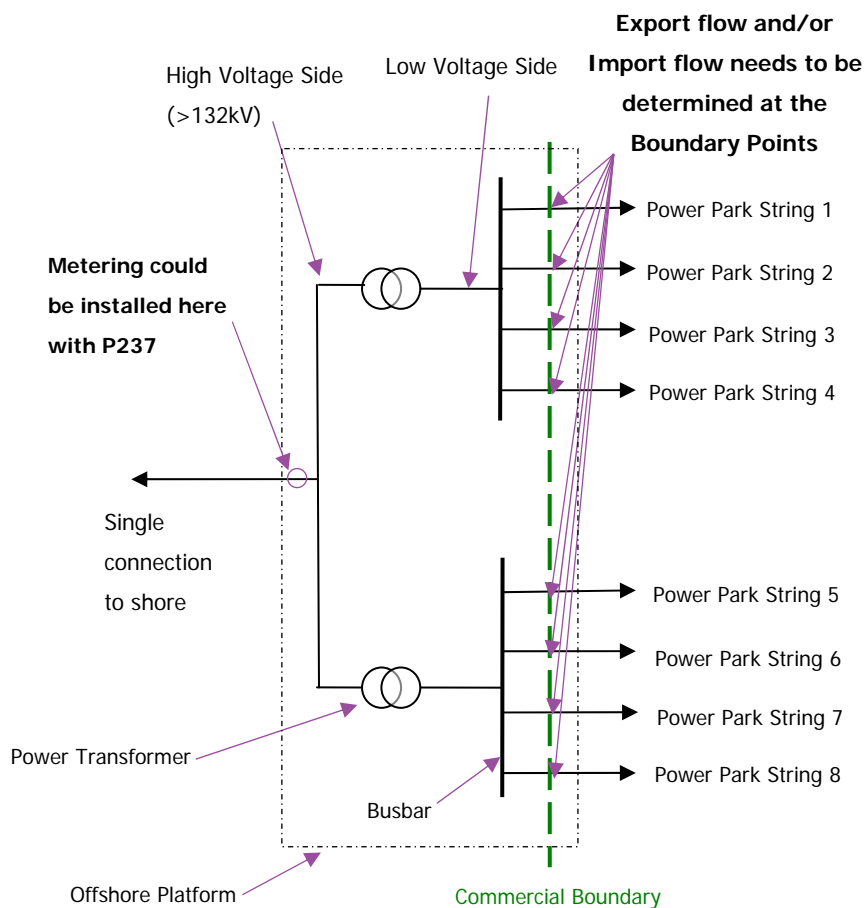 Export flow and/or
Import flow needs to be
determined at the
Boundary Points
High Voltage Side
(>132kV)
Low Voltage Side
Metering could
be installed here
with P237
Single
connection
to shore
Power Park String 1
Power Park String 2
Power Park String 3
Power Park String 4
Power Park String 5
Power Park String 6
Power Park String 7
Power Park String 8
Power Transformer
Busbar
Offshore Platform
Commercial Boundary